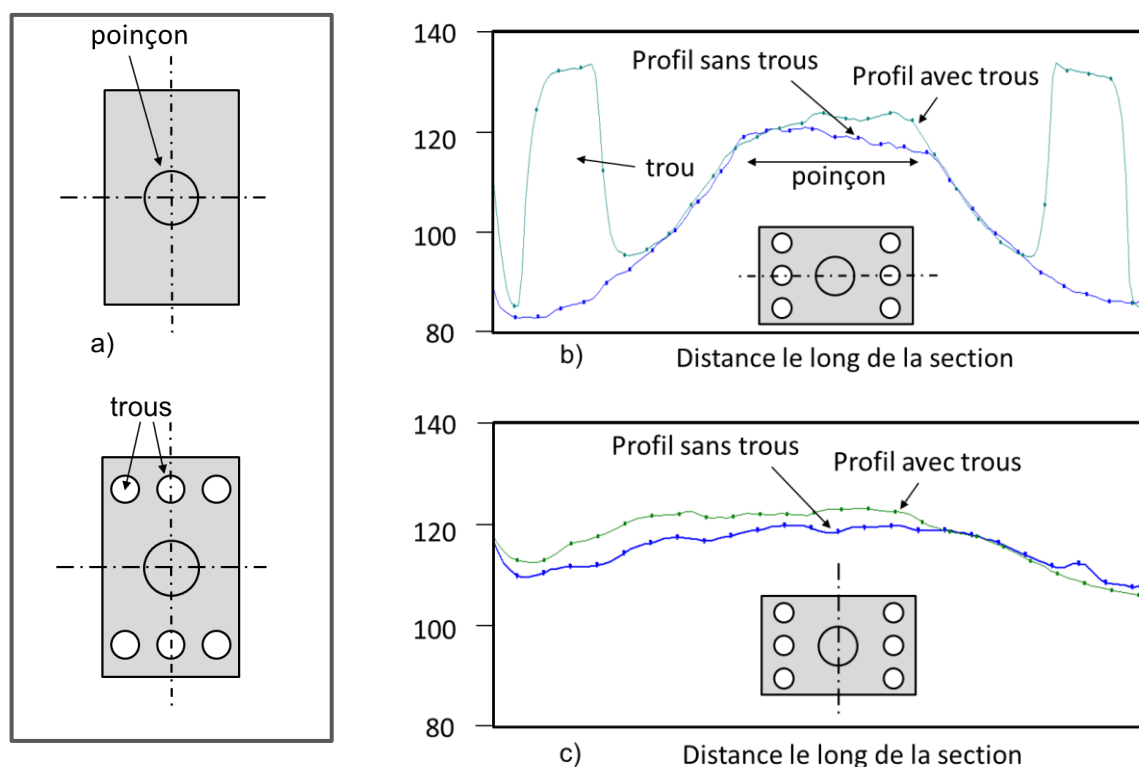 poinçon
a)
trous
140
120
100
80
Profil sans trous
Profil avec trous
trou
poinçon
b)
Distance le long de la section
140
120
100
80
Profil sans trous
Profil avec trous
c)
Distance le long de la section